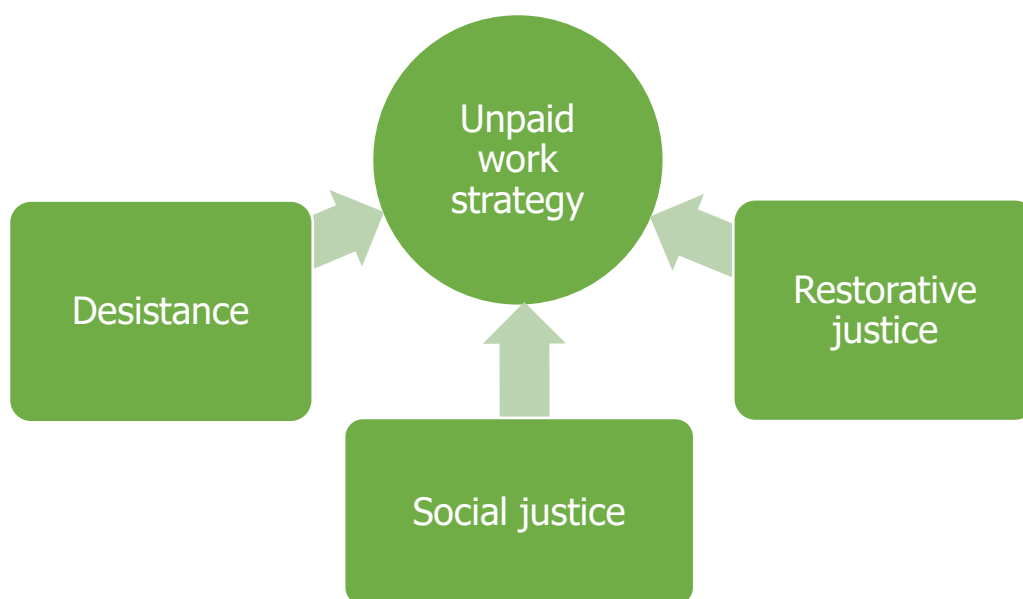 Unpaid
work
strategy
Desistance
Restorative
justice
Social justice